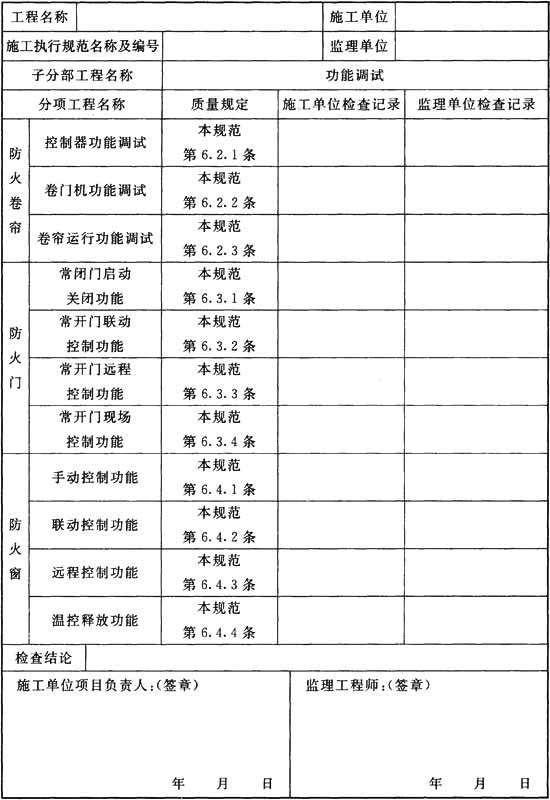 工程名称 施工单位
施工执行规范名称及编号 监理单位
子分部工程名称 功能调试
分项工程名称 质量规定 施工单位检查记录 监理单位检查记录
防火卷帘
控制器功能调试 本规范
第 6.2.1 条
卷门机功能调试 本规范
第 6.2.2 条
卷帘运行功能调试 本规范
第 6.2.3 条
防火门
常闭门启动 本规范
关闭功能 第 6.3.1 条
常开门联动 本规范
控制功能 第 6.3.2 条
常开门远程 本规范
控制功能 第 6.3.3 条
常开门现场 本规范
控制功能 第 6.3.4 条
防火窗
手动控制功能 本规范
第 6.4.1 条
联动控制功能 本规范
第 6.4.2 条
远程控制功能 本规范
第 6.4.3 条
温控释放功能 本规范
第 6.4.4 条
检查结论
施工单位项目负责人:(签章) 监理工程师:(签章)
年 月 日 年 月 日